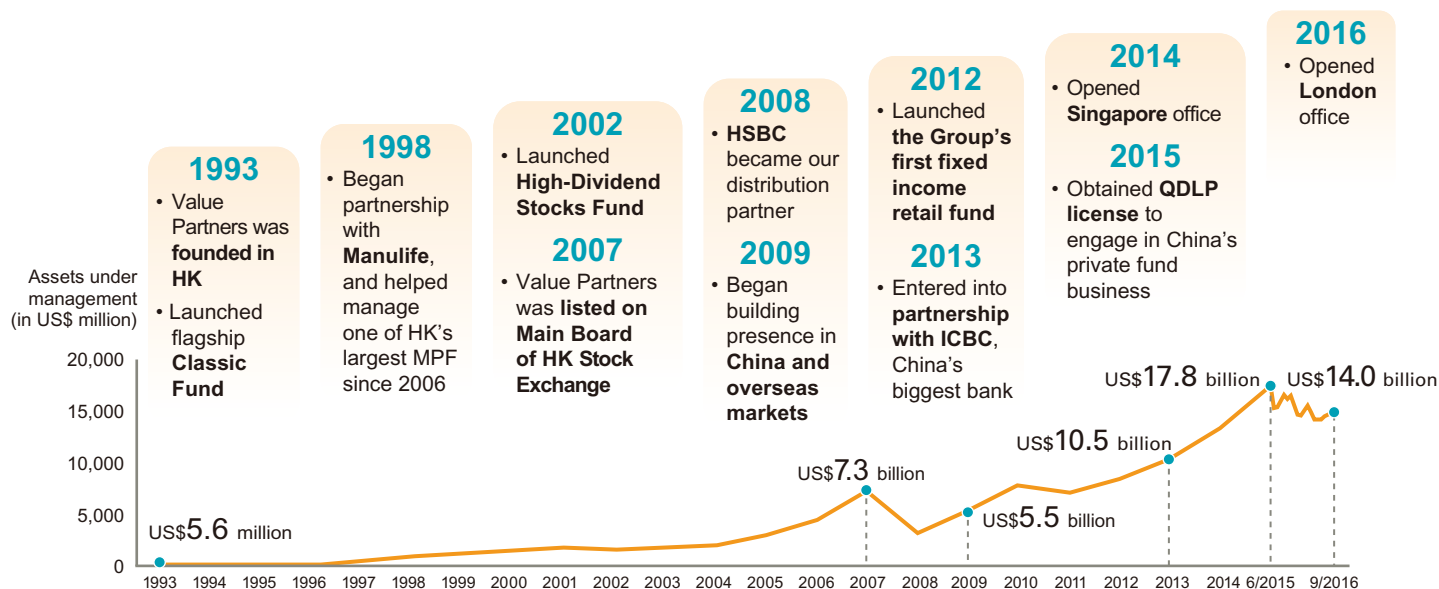 1993
• Value
Partners was
founded in
HK
• Launched
flagship
Classic
Fund
1998
• Began
partnership
with
Manulife,
and helped
manage
one of HK's
largest MPF
since 2006
2002
• Launched
High-Dividend
Stocks Fund
2007
• Value Partners
was listed on
Main Board
of HK Stock
Exchange
2008
• HSBC
became our
distribution
partner
2009
• Began
building
presence in
China and
overseas
markets
2012
• Launched
the Group's
first fixed
income
retail fund
2013
• Entered into
partnership
with ICBC,
China's
biggest bank
2014
• Opened
Singapore office
2015
• Obtained QDLP
license to
engage in China's
private fund
business
2016
• Opened
London
office
Assets under
management
(in US$ million)
20,000
15,000
10,000
5,000
0
US$5.6 million
US$7.3 billion
US$5.5 billion
US$10.5 billion
US$17.8 billion
US$14.0 billion
1993 1994 1995 1996 1997 1998 1999 2000 2001 2002 2003 2004 2005 2006 2007 2008 2009 2010 2011 2012 2013 2014 6/2015 9/2016